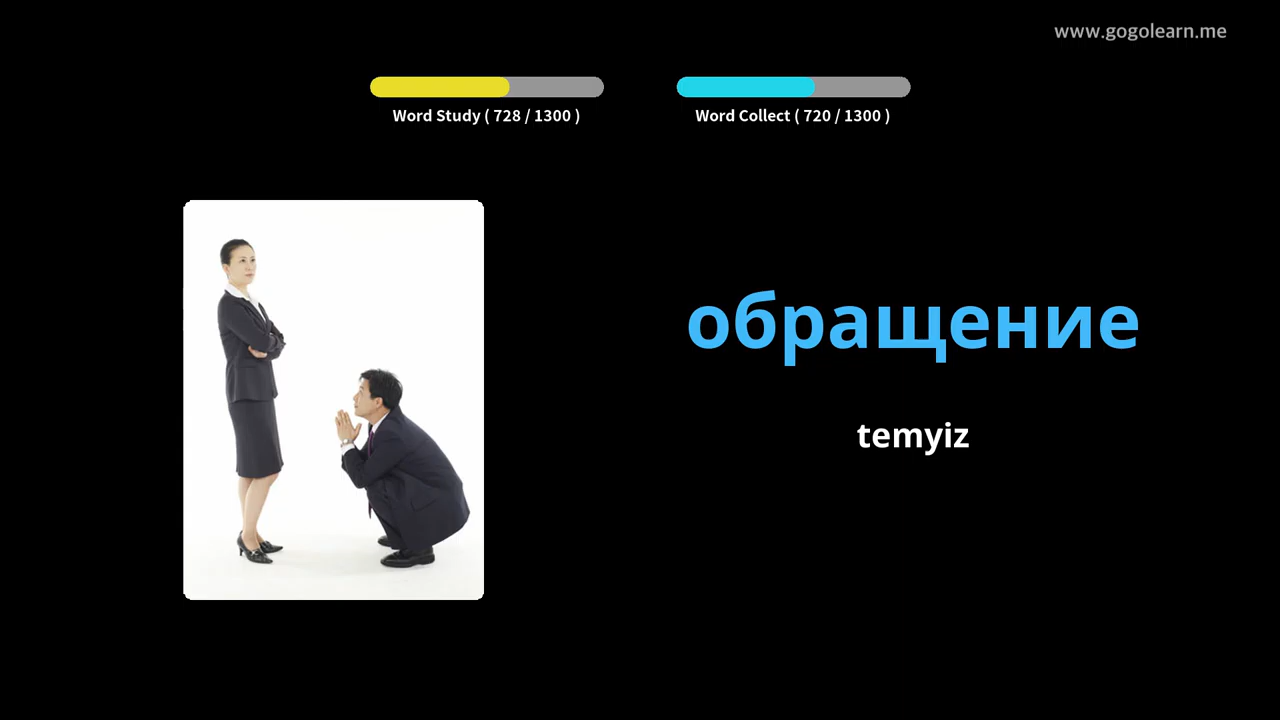 www.gogolearn.me
Word Study ( 728 / 1300 )
Word Collect ( 720 / 1300 )
обращение
temyiz